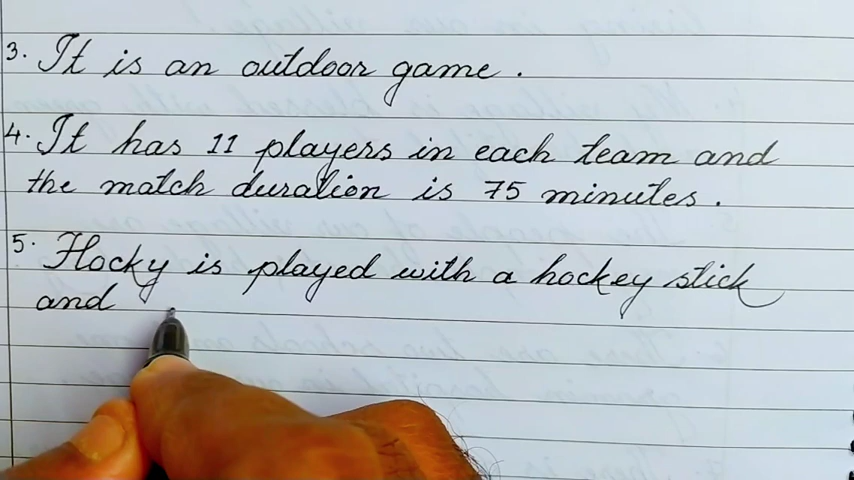 3. It is an outdoor game.
4. It has 11 players in each team and
the match duration is 75 minutes.
5. Hocky is played with a hockey stick
and